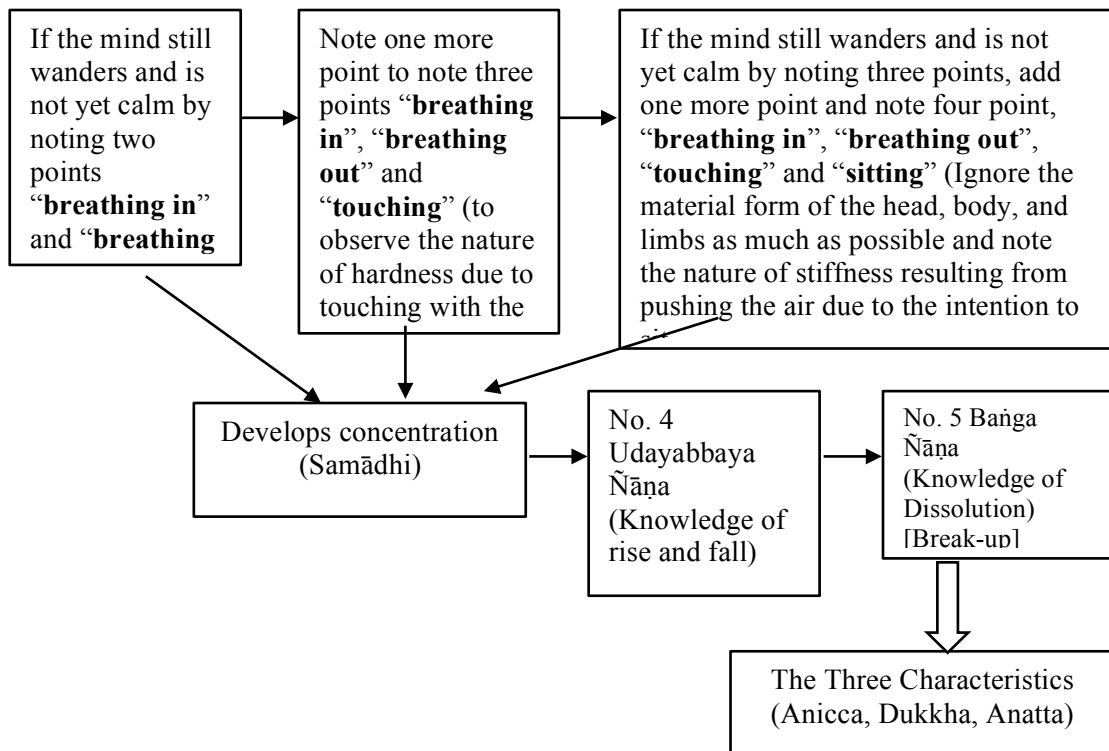 If the mind still
wanders and is
not yet calm by
noting two
points
“breathing in”
and “breathing
Note one more
point to note three
points “breathing
in”, “breathing
out” and
“touching” (to
observe the nature
of hardness due to
touching with the
If the mind still wanders and is not
yet calm by noting three points, add
one more point and note four point,
“breathing in”, “breathing out”,
“touching” and “sitting” (Ignore the
material form of the head, body, and
limbs as much as possible and note
the nature of stiffness resulting from
pushing the air due to the intention to
Develops concentration
(Samādhi)
No. 4
Udayabbaya
Ñāṇa
(Knowledge of
rise and fall)
No. 5 Baṅga
Ñāṇa
(Knowledge of
Dissolution)
[Break-up]
The Three Characteristics
(Anicca, Dukkha, Anatta)